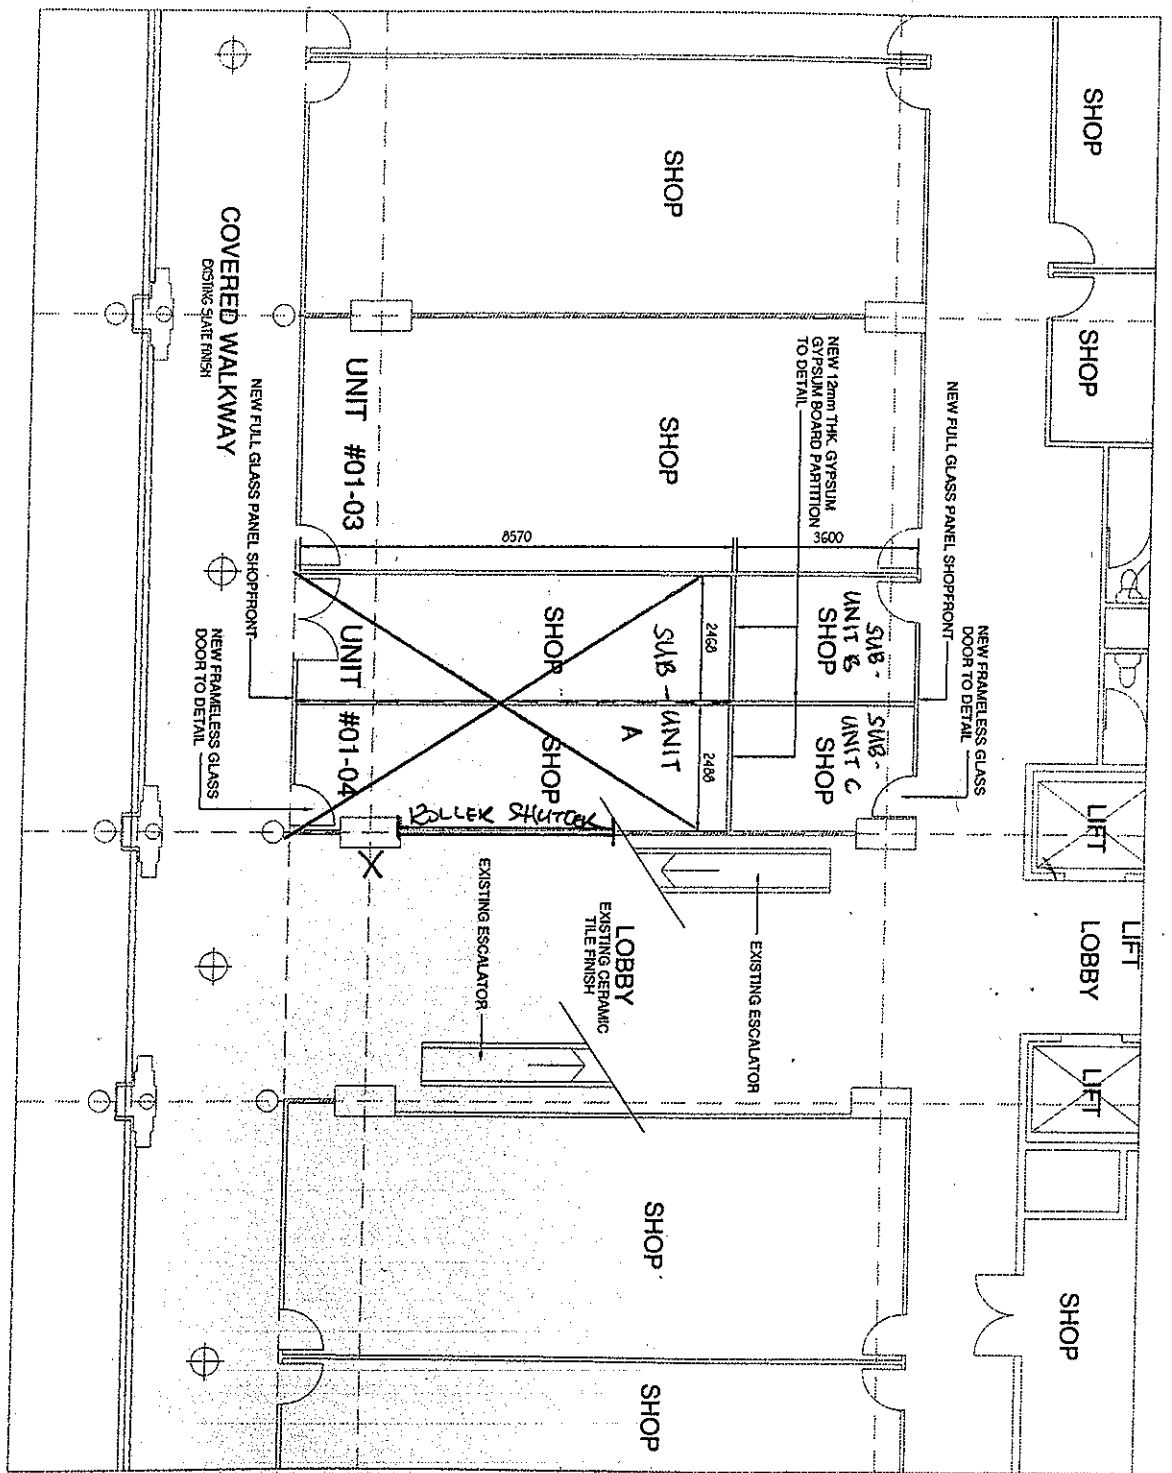 SHOP
SHOP
SHOP
COVERED WALKWAY
EXISTING SLATE FINISH
NEW FULL GLASS PANEL SHOPFRONT
UNIT #01-03
SHOP
NEW 12mm THK. GYPSUM
GYPSUM BOARD PARTITION
TO DETAIL
NEW FULL GLASS PANEL SHOPFRONT
8570
3600
NEW FRAMELESS GLASS
DOOR TO DETAIL
UNIT #01-04
SHOP
SHOP
SUB-UNIT
A
2468
2488
SUB-
UNIT B
SHOP
SUB-
UNIT C
SHOP
NEW FRAMELESS GLASS
DOOR TO DETAIL
ROLLER SHUTTER
X
EXISTING ESCALATOR
LOBBY
EXISTING CERAMIC
TILE FINISH
EXISTING ESCALATOR
LIFT
LIFT
LOBBY
LIFT
SHOP
SHOP
SHOP